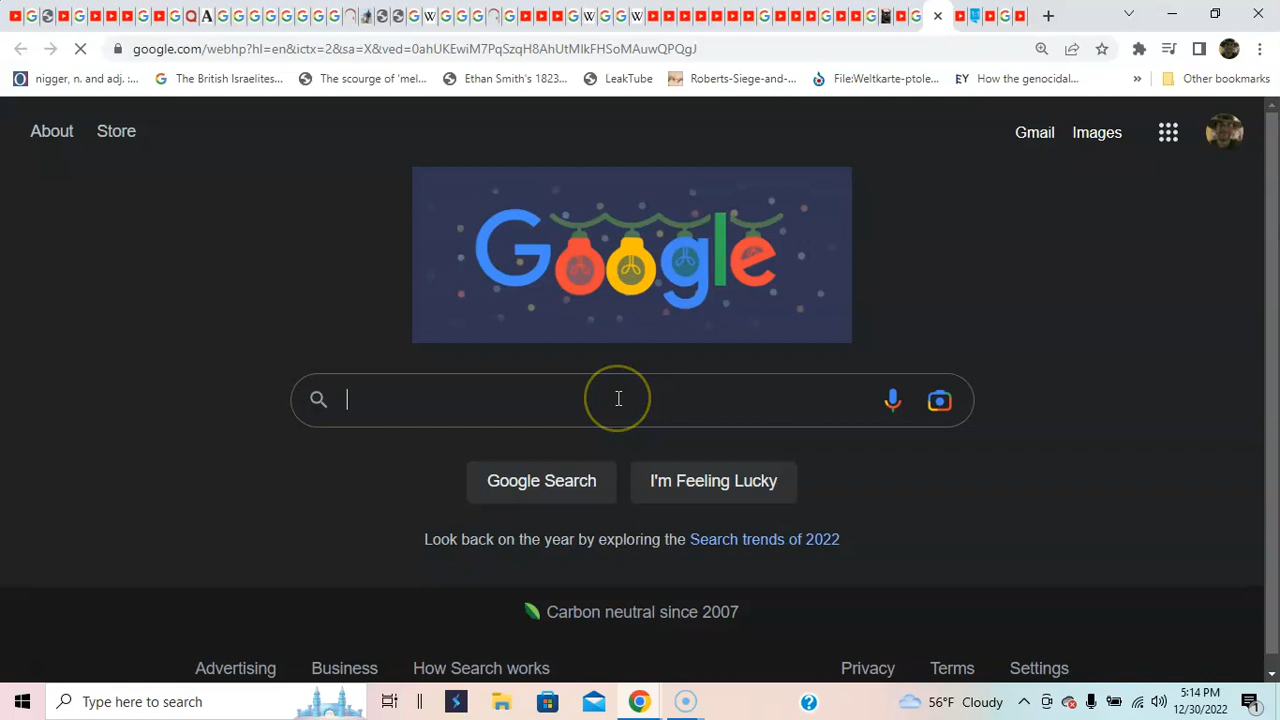 google.com/webhp?hl=en&ictx=2&sa=X&ved=0ahUKEwiM7PqSzqH8AhUtMIkFHSoMAuwQPQgJ
nigger, n. and adj. :...
The British Israelites...
The scourge of 'mel...
Ethan Smith's 1823...
LeakTube
Roberts-Siege-and-...
File:Weltkarte-ptole...
How the genocidal...
»
Other bookmarks
About
Store
Gmail
Images
Google
Google Search
I'm Feeling Lucky
Look back on the year by exploring the Search trends of 2022
Carbon neutral since 2007
Advertising
Business
How Search works
Privacy
Terms
Settings
Type here to search
56°F Cloudy
5:14 PM
12/30/2022
1